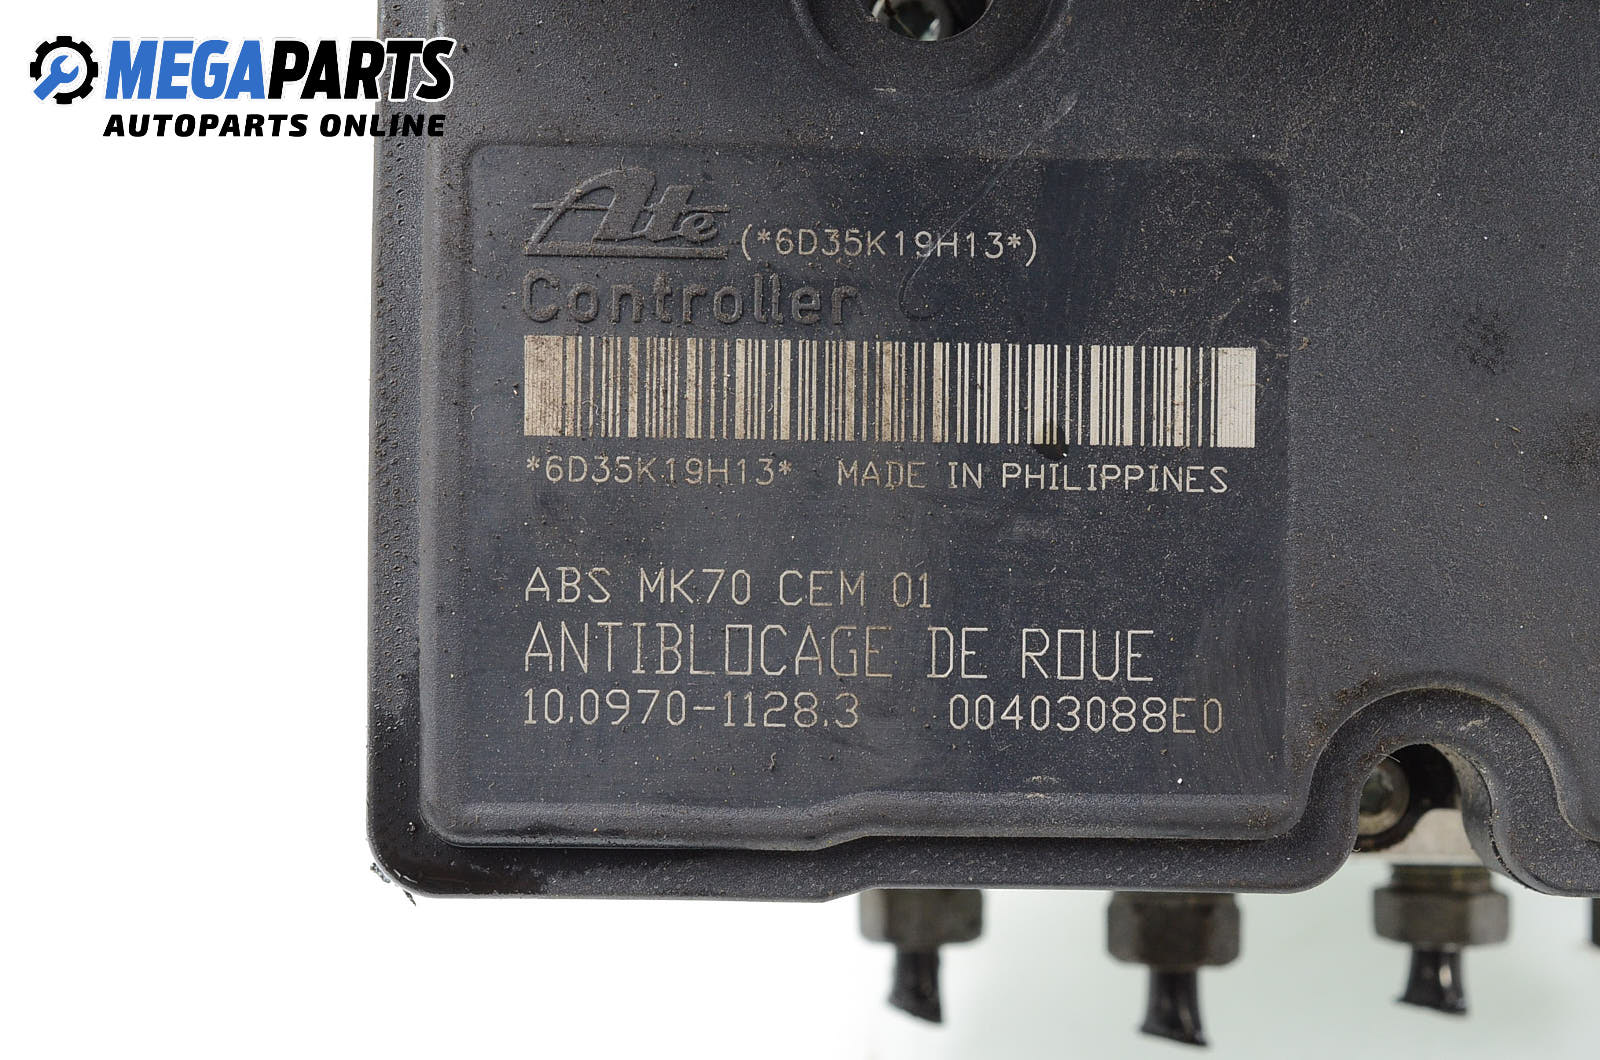 MEGAPARTS
AUTOPARTS ONLINE
Ate (*6D35K19H13*)
Controller
*6D35K19H13* MADE IN PHILIPPINES
ABS MK70 CEM 01
ANTIBLOCAGE DE ROUE
10.0970-1128.3 00403088E0